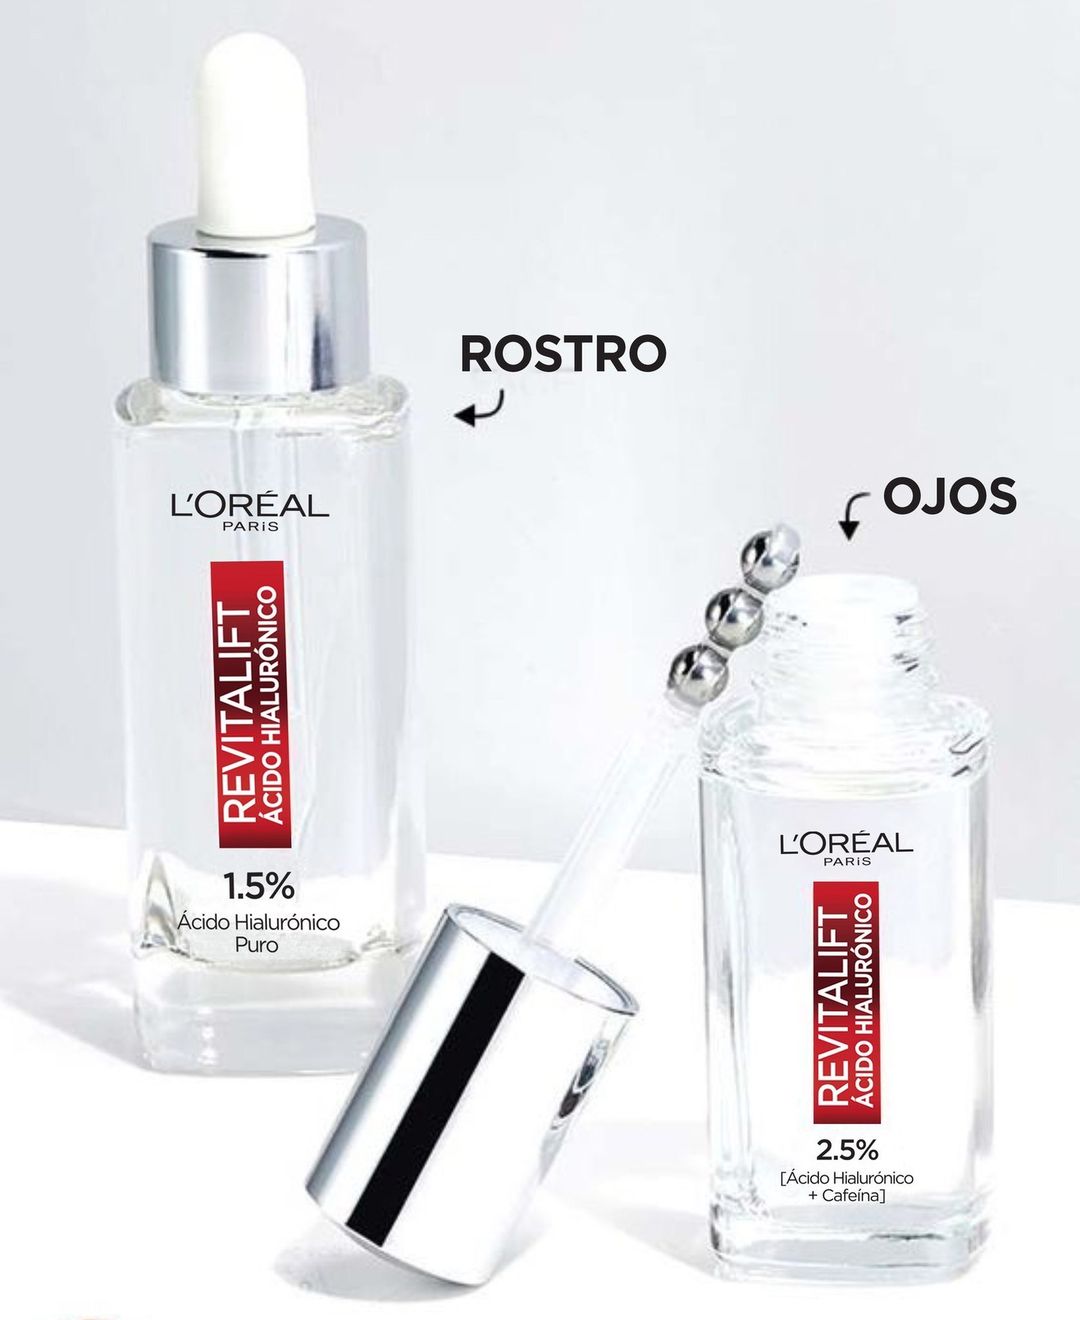 ROSTRO
L'ORÉAL
PARiS
REVITALIFT
ÁCIDO HIALURÓNICO
1.5%
Ácido Hialurónico
Puro
OJOS
L'ORÉAL
PARiS
REVITALIFT
ÁCIDO HIALURÓNICO
2.5%
[Ácido Hialurónico
+ Cafeína]